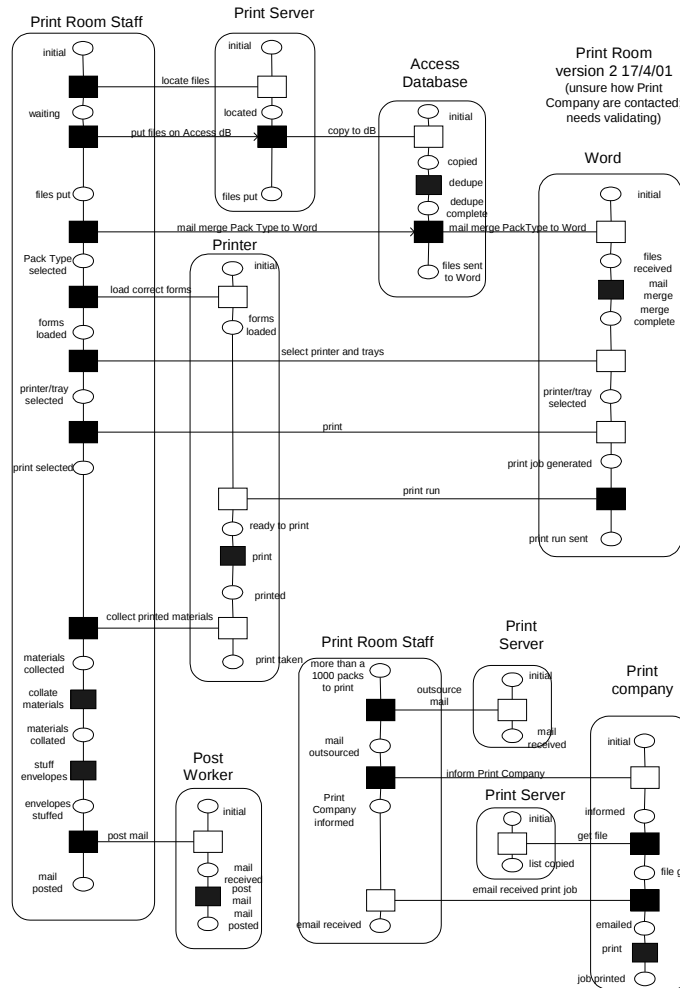 Print Room Staff
initial
waiting
files put
Pack Type
selected
forms
loaded
printer/tray
selected
print selected
materials
collected
collate
materials
materials
collated
stuff
envelopes
envelopes
stuffed
mail
posted
locate files
put files on Access dB
mail merge Pack Type to Word
load correct forms
select printer and trays
print
collect printed materials
post mail
Print Server
initial
located
files put
copy to dB
Access
Database
initial
copied
dedupe
dedupe
complete
files sent
to Word
mail merge PackType to Word
Print Room
version 2 17/4/01
(unsure how Print
Company are contacted:
needs validating)
Word
initial
files
received
mail
merge
merge
complete
printer/tray
selected
print job generated
print run sent
Printer
initial
forms
loaded
print run
ready to print
print
printed
print taken
Post
Worker
initial
mail
received
post
mail
mail
posted
Print Room Staff
more than a
1000 packs
to print
mail
outsourced
Print
Company
informed
email received
outsource
mail
inform Print Company
get file
email received print job
Print
Server
initial
mail
received
Print Server
initial
list copied
Print
company
initial
informed
file g
emailed
print
job printed